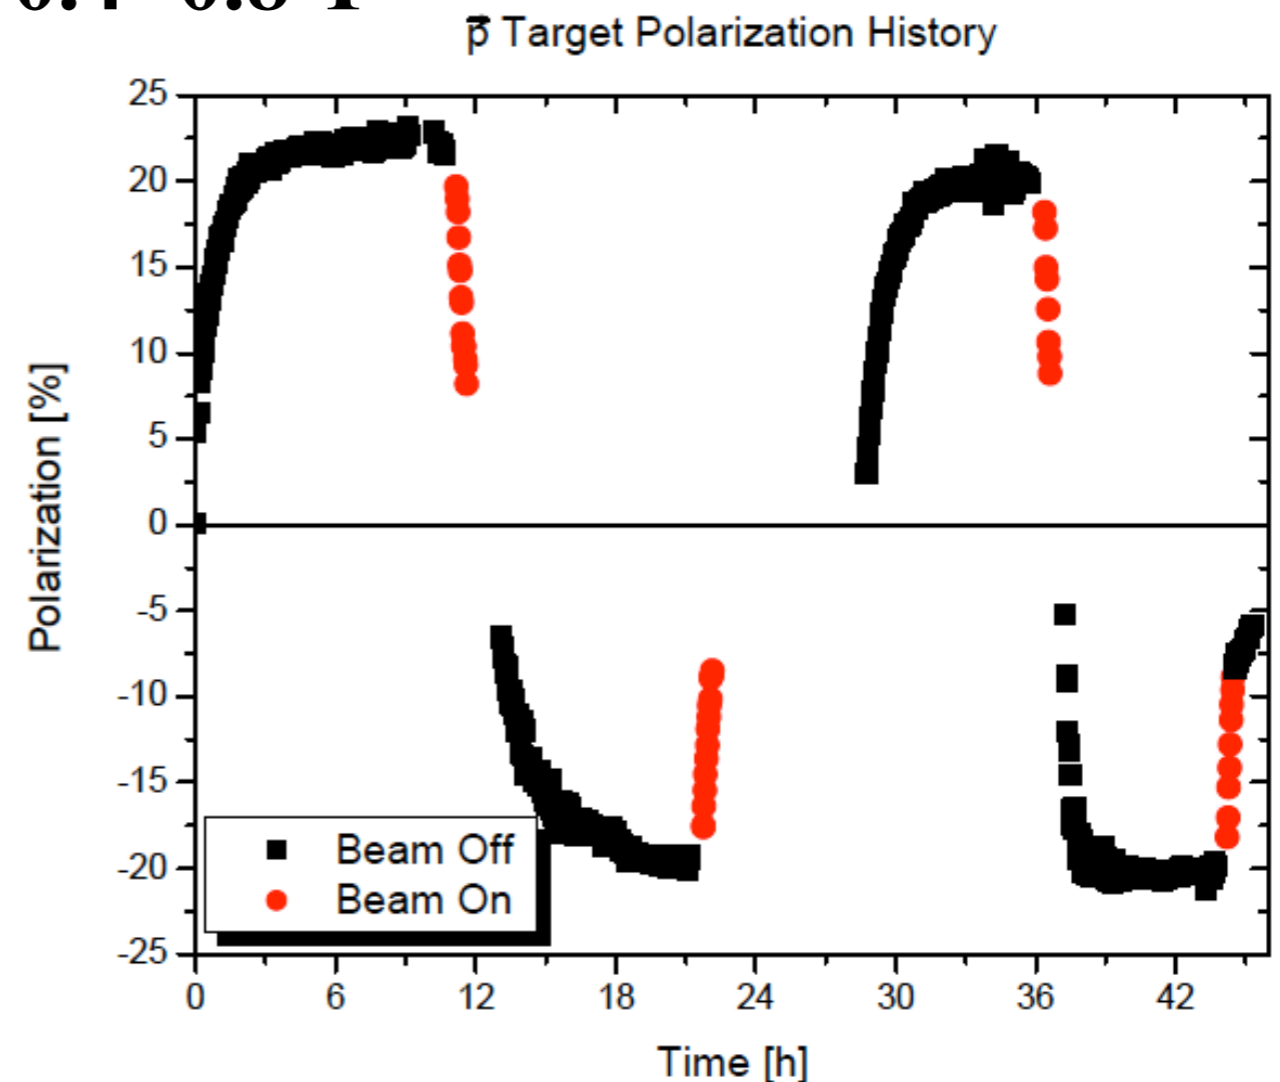 p⃗ Target Polarization History
25
20
15
10
5
0
-5
-10
-15
-20
-25
Polarization [%]
Beam Off
Beam On
0 6 12 18 24 30 36 42
Time [h]